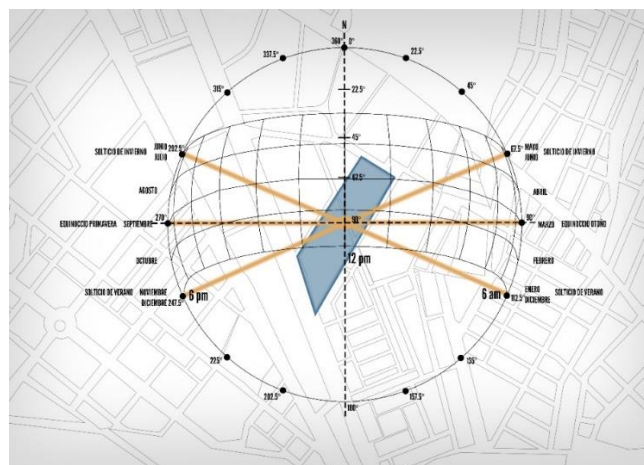 N
360° 0°
337.5° 22.5°
22.5°
315° 45°
45°
SOLTICIO DE INVIERNO JUNIO JULIO 292.5° 67.5° MAYO JUNIO SOLTICIO DE INVIERNO
67.5°
AGOSTO ABRIL
270° 90°
EQUINOCCIO PRIMAVERA SEPTIEMBRE 90° MARZO EQUINOCCIO OTOÑO
OCTUBRE 12 pm FEBRERO
SOLTICIO DE VERANO NOVIEMBRE DICIEMBRE 247.5° 6 pm 6 am 112.5° ENERO DICIEMBRE SOLTICIO DE VERANO
22.5° 135°
202.5° 157.5°
180°